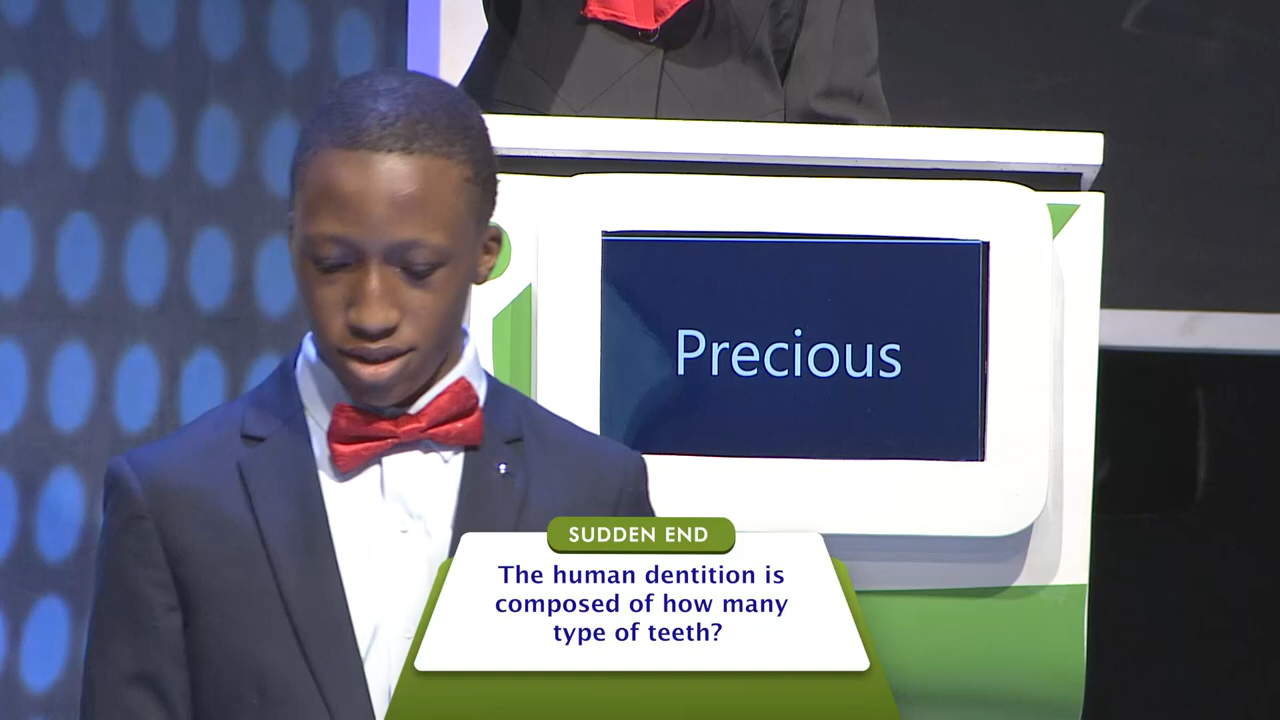 Precious
SUDDEN END
The human dentition is
composed of how many
type of teeth?